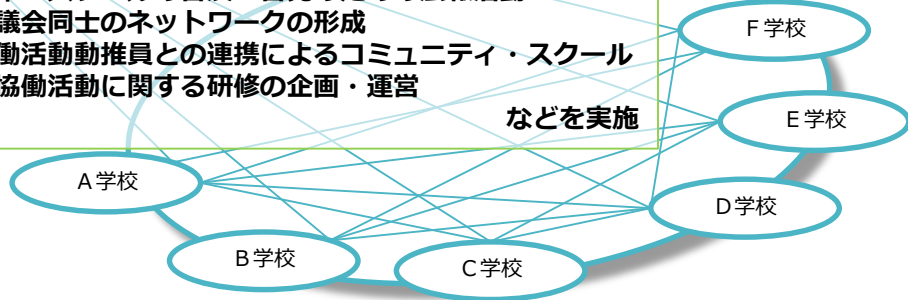 議会同士のネットワークの形成
働活動動推員との連携によるコミュニティ・スクール
協働活動に関する研修の企画・運営
などを実施
F学校
E学校
A学校
D学校
B学校
C学校